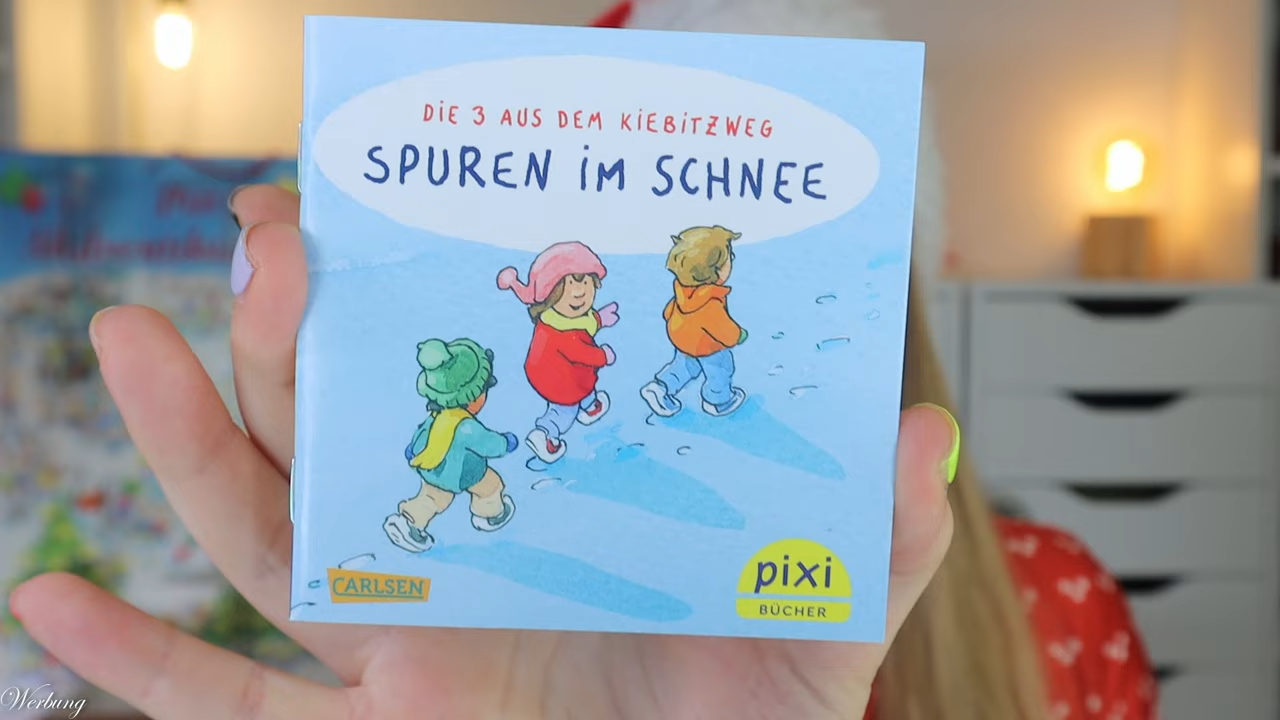 DiE 3 AUS DEM KiEBiTZWEG
SPUREN iM SCHNEE
CARLSEN
pixi
BÜCHER
Werbung